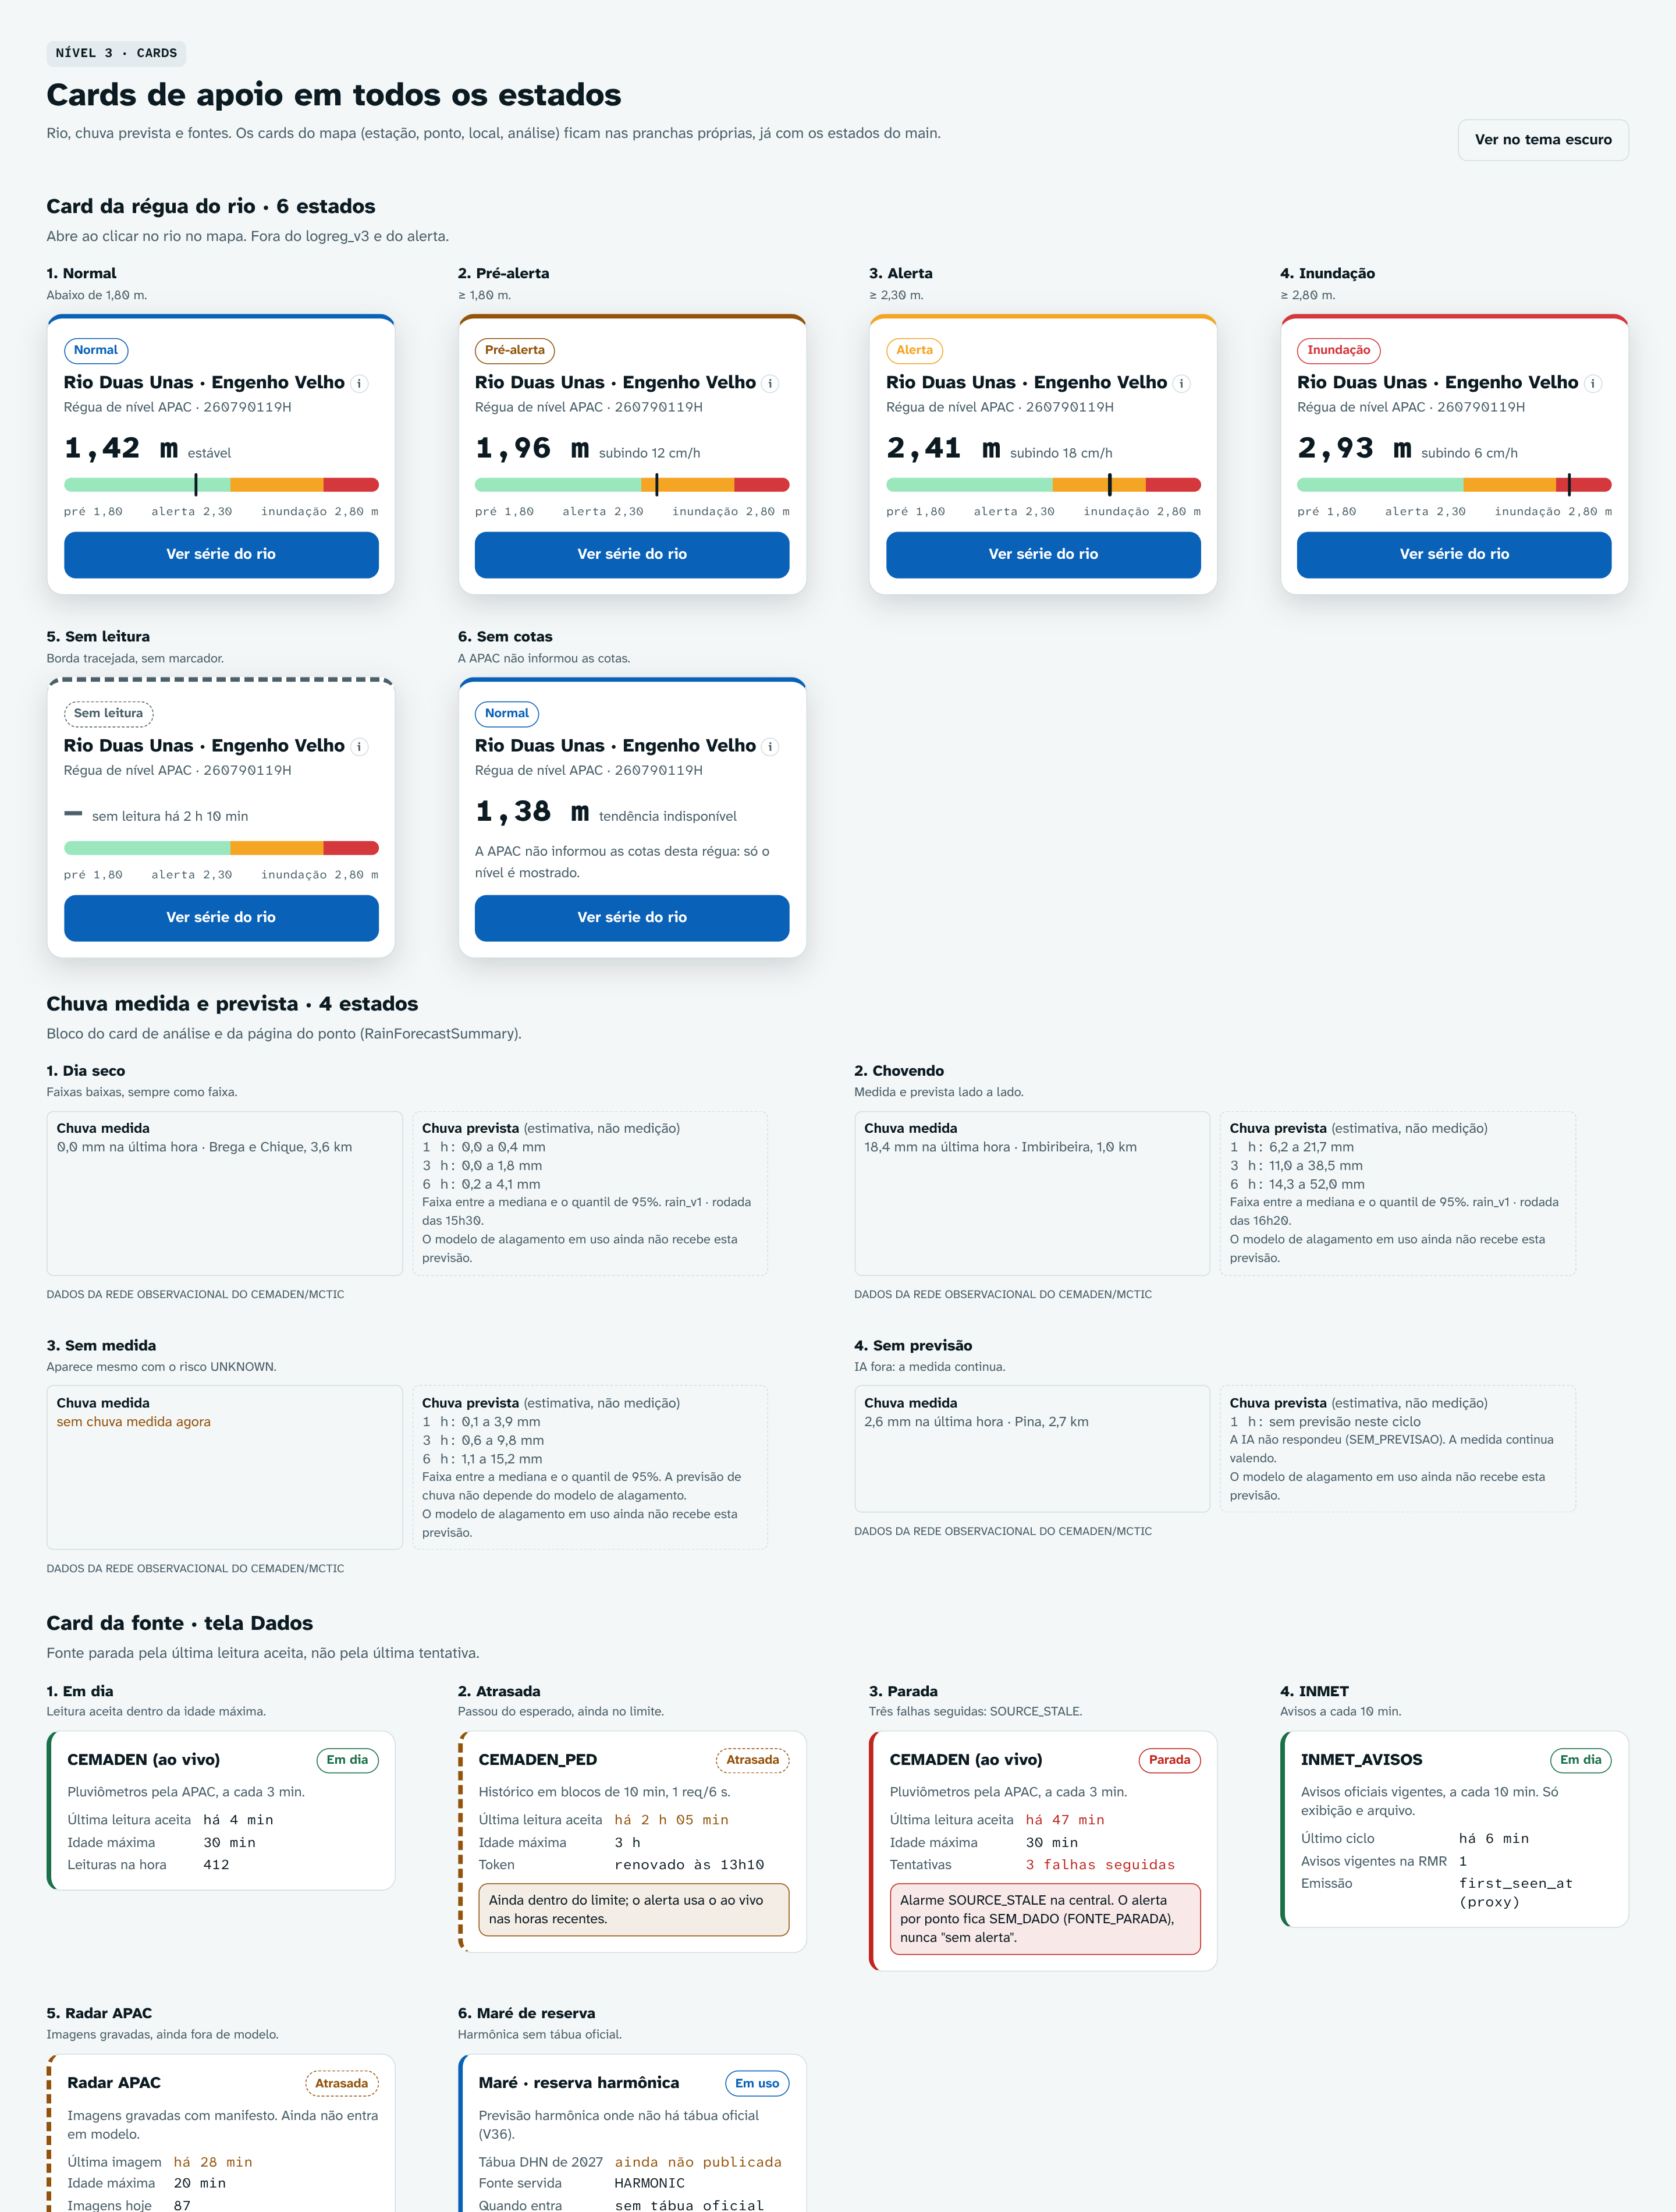 NÍVEL 3 · CARDS
Cards de apoio em todos os estados
Rio, chuva prevista e fontes. Os cards do mapa (estação, ponto, local, análise) ficam nas pranchas próprias, já com os estados do main.
Ver no tema escuro
Card da régua do rio · 6 estados
Abre ao clicar no rio no mapa. Fora do logreg_v3 e do alerta.
1. Normal
Abaixo de 1,80 m.
Normal
Rio Duas Unas · Engenho Velho i
Régua de nível APAC · 260790119H
1,42 m estável
pré 1,80 alerta 2,30 inundação 2,80 m
Ver série do rio
2. Pré-alerta
≥ 1,80 m.
Pré-alerta
Rio Duas Unas · Engenho Velho i
Régua de nível APAC · 260790119H
1,96 m subindo 12 cm/h
pré 1,80 alerta 2,30 inundação 2,80 m
Ver série do rio
3. Alerta
≥ 2,30 m.
Alerta
Rio Duas Unas · Engenho Velho i
Régua de nível APAC · 260790119H
2,41 m subindo 18 cm/h
pré 1,80 alerta 2,30 inundação 2,80 m
Ver série do rio
4. Inundação
≥ 2,80 m.
Inundação
Rio Duas Unas · Engenho Velho i
Régua de nível APAC · 260790119H
2,93 m subindo 6 cm/h
pré 1,80 alerta 2,30 inundação 2,80 m
Ver série do rio
5. Sem leitura
Borda tracejada, sem marcador.
Sem leitura
Rio Duas Unas · Engenho Velho i
Régua de nível APAC · 260790119H
— sem leitura há 2 h 10 min
pré 1,80 alerta 2,30 inundação 2,80 m
Ver série do rio
6. Sem cotas
A APAC não informou as cotas.
Normal
Rio Duas Unas · Engenho Velho i
Régua de nível APAC · 260790119H
1,38 m tendência indisponível
A APAC não informou as cotas desta régua: só o
nível é mostrado.
Ver série do rio
Chuva medida e prevista · 4 estados
Bloco do card de análise e da página do ponto (RainForecastSummary).
1. Dia seco
Faixas baixas, sempre como faixa.
Chuva medida
0,0 mm na última hora · Brega e Chique, 3,6 km
Chuva prevista (estimativa, não medição)
1 h: 0,0 a 0,4 mm
3 h: 0,0 a 1,8 mm
6 h: 0,2 a 4,1 mm
Faixa entre a mediana e o quantil de 95%. rain_v1 · rodada
das 15h30.
O modelo de alagamento em uso ainda não recebe esta
previsão.
DADOS DA REDE OBSERVACIONAL DO CEMADEN/MCTIC
2. Chovendo
Medida e prevista lado a lado.
Chuva medida
18,4 mm na última hora · Imbiribeira, 1,0 km
Chuva prevista (estimativa, não medição)
1 h: 6,2 a 21,7 mm
3 h: 11,0 a 38,5 mm
6 h: 14,3 a 52,0 mm
Faixa entre a mediana e o quantil de 95%. rain_v1 · rodada
das 16h20.
O modelo de alagamento em uso ainda não recebe esta
previsão.
DADOS DA REDE OBSERVACIONAL DO CEMADEN/MCTIC
3. Sem medida
Aparece mesmo com o risco UNKNOWN.
Chuva medida
sem chuva medida agora
Chuva prevista (estimativa, não medição)
1 h: 0,1 a 3,9 mm
3 h: 0,6 a 9,8 mm
6 h: 1,1 a 15,2 mm
Faixa entre a mediana e o quantil de 95%. A previsão de
chuva não depende do modelo de alagamento.
O modelo de alagamento em uso ainda não recebe esta
previsão.
DADOS DA REDE OBSERVACIONAL DO CEMADEN/MCTIC
4. Sem previsão
IA fora: a medida continua.
Chuva medida
2,6 mm na última hora · Pina, 2,7 km
Chuva prevista (estimativa, não medição)
1 h: sem previsão neste ciclo
A IA não respondeu (SEM_PREVISAO). A medida continua
valendo.
O modelo de alagamento em uso ainda não recebe esta
previsão.
DADOS DA REDE OBSERVACIONAL DO CEMADEN/MCTIC
Card da fonte · tela Dados
Fonte parada pela última leitura aceita, não pela última tentativa.
1. Em dia
Leitura aceita dentro da idade máxima.
CEMADEN (ao vivo) Em dia
Pluviômetros pela APAC, a cada 3 min.
Última leitura aceita há 4 min
Idade máxima 30 min
Leituras na hora 412
2. Atrasada
Passou do esperado, ainda no limite.
CEMADEN_PED Atrasada
Histórico em blocos de 10 min, 1 req/6 s.
Última leitura aceita há 2 h 05 min
Idade máxima 3 h
Token renovado às 13h10
Ainda dentro do limite; o alerta usa o ao vivo
nas horas recentes.
3. Parada
Três falhas seguidas: SOURCE_STALE.
CEMADEN (ao vivo) Parada
Pluviômetros pela APAC, a cada 3 min.
Última leitura aceita há 47 min
Idade máxima 30 min
Tentativas 3 falhas seguidas
Alarme SOURCE_STALE na central. O alerta
por ponto fica SEM_DADO (FONTE_PARADA),
nunca "sem alerta".
4. INMET
Avisos a cada 10 min.
INMET_AVISOS Em dia
Avisos oficiais vigentes, a cada 10 min. Só
exibição e arquivo.
Último ciclo há 6 min
Avisos vigentes na RMR 1
Emissão first_seen_at
(proxy)
5. Radar APAC
Imagens gravadas, ainda fora de modelo.
Radar APAC Atrasada
Imagens gravadas com manifesto. Ainda não entra
em modelo.
Última imagem há 28 min
Idade máxima 20 min
Imagens hoje 87
6. Maré de reserva
Harmônica sem tábua oficial.
Maré · reserva harmônica Em uso
Previsão harmônica onde não há tábua oficial
(V36).
Tábua DHN de 2027 ainda não publicada
Fonte servida HARMONIC
Quando entra sem tábua oficial